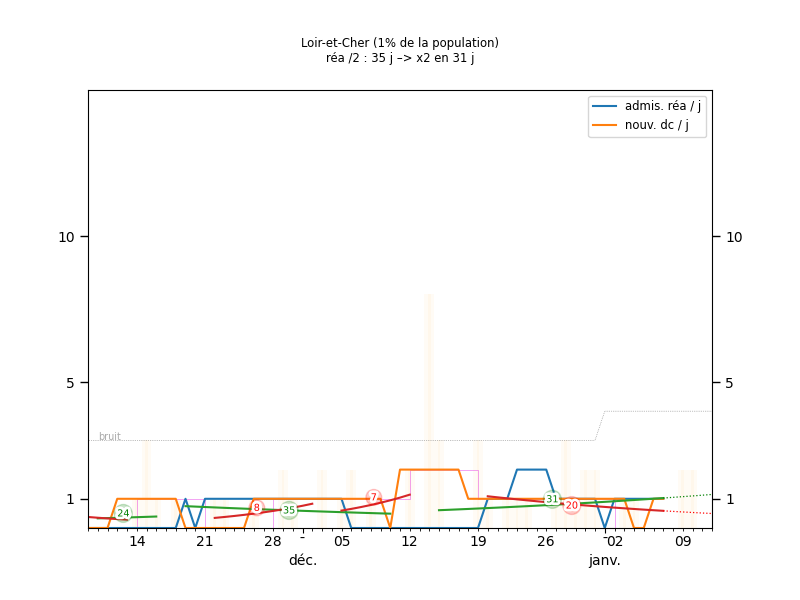 Loir-et-Cher (1% de la population)
réa /2 : 35 j –> x2 en 31 j
admis. réa / j
nouv. dc / j
10 10
5 5
bruit
1 1
24 8 35 7 31 20
14 21 28 05 12 19 26 02 09
déc. janv.